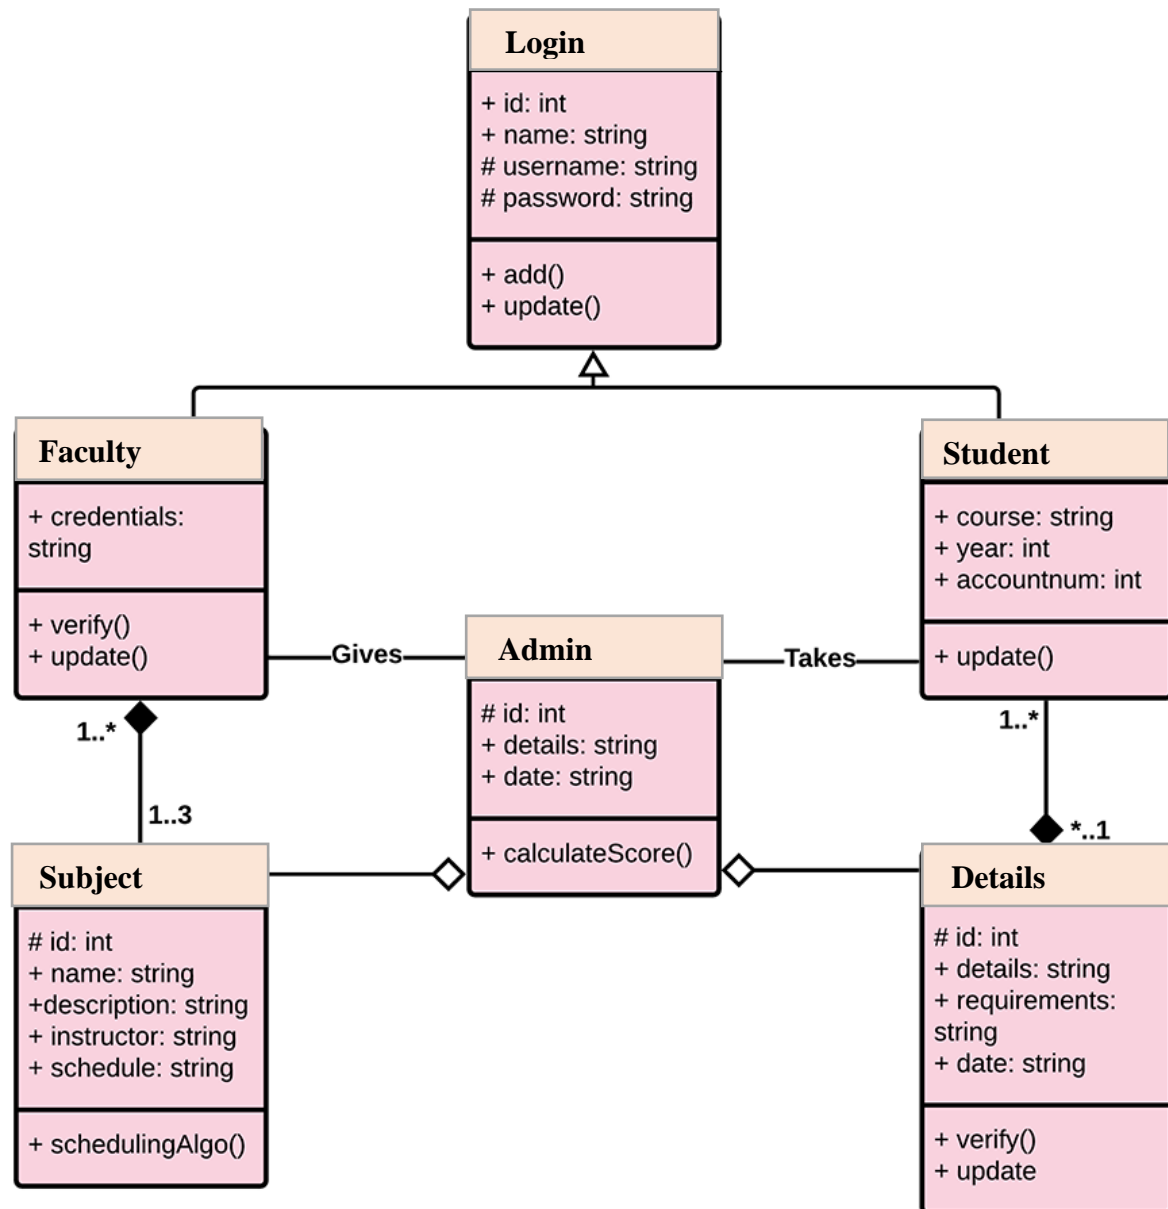 Login
+ id: int
+ name: string
# username: string
# password: string
+ add()
+ update()
Faculty
+ credentials:
string
+ verify()
+ update()
Student
+ course: string
+ year: int
+ accountnum: int
+ update()
Gives
Admin
# id: int
+ details: string
+ date: string
+ calculateScore()
Takes
1..*
1..3
1..*
*..1
Subject
# id: int
+ name: string
+description: string
+ instructor: string
+ schedule: string
+ schedulingAlgo()
Details
# id: int
+ details: string
+ requirements:
string
+ date: string
+ verify()
+ update